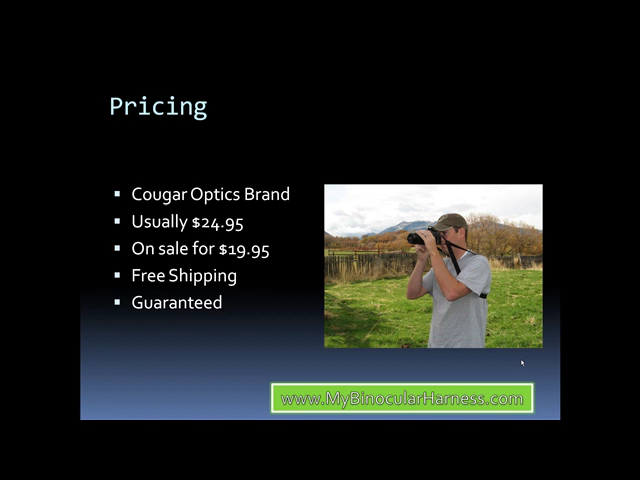 Pricing
Cougar Optics Brand
Usually $24.95
On sale for $19.95
Free Shipping
Guaranteed
www.MyBinocularHarness.com